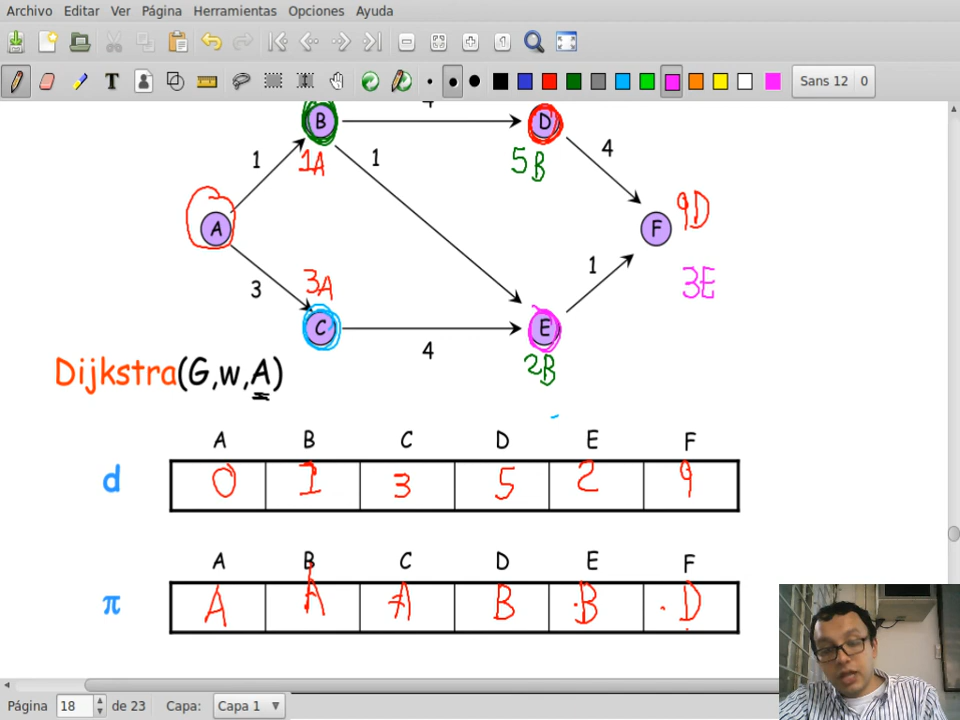 Archivo Editar Ver Página Herramientas Opciones Ayuda
T Sans 12 0
4
B D
1 1A 1 5B 4
A F 9D
3E
3 3A 1
C E
4 2B
Dijkstra(G,w,A)
A B C D E F
d 0 1 3 5 2 9
A B C D E F
π A A A B B D
Página 18 de 23 Capa: Capa 1